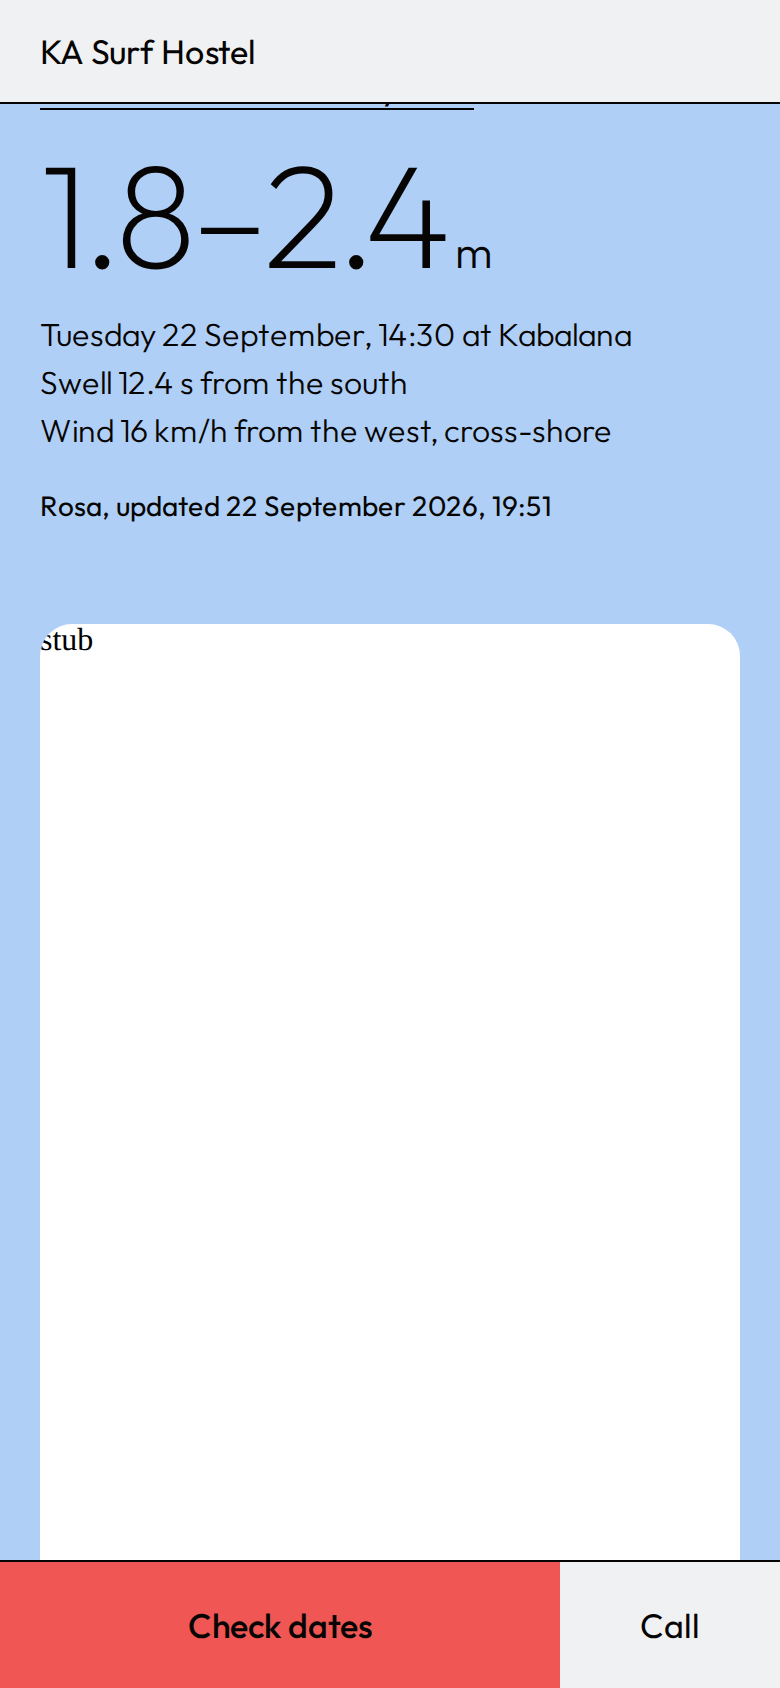 KA Surf Hostel
1.8–2.4 m
Tuesday 22 September, 14:30 at Kabalana
Swell 12.4 s from the south
Wind 16 km/h from the west, cross-shore
Rosa, updated 22 September 2026, 19:51
stub
Check dates
Call